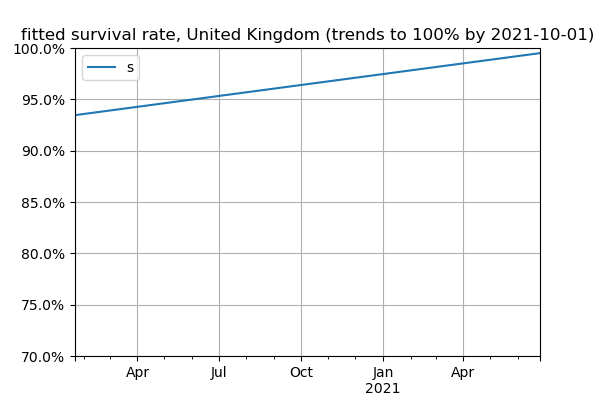 fitted survival rate, United Kingdom (trends to 100% by 2021-10-01)
100.0%
s
95.0%
90.0%
85.0%
80.0%
75.0%
70.0%
Apr Jul Oct Jan Apr
2021